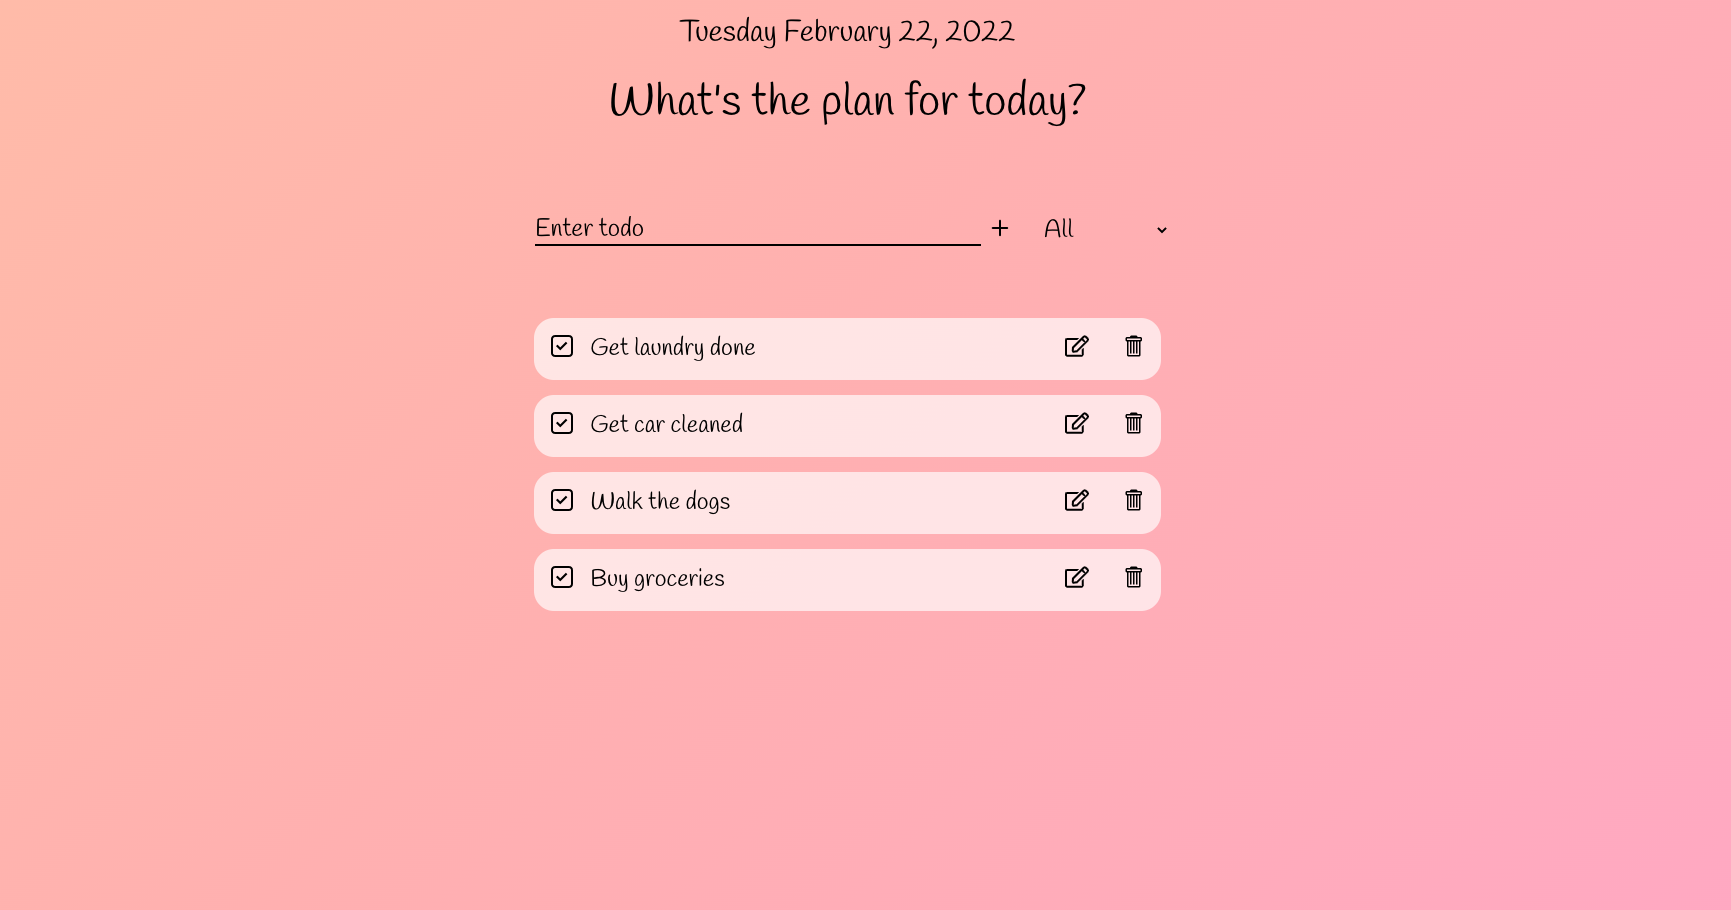 Tuesday February 22, 2022
What's the plan for today?
Enter todo + All
Get laundry done
Get car cleaned
Walk the dogs
Buy groceries